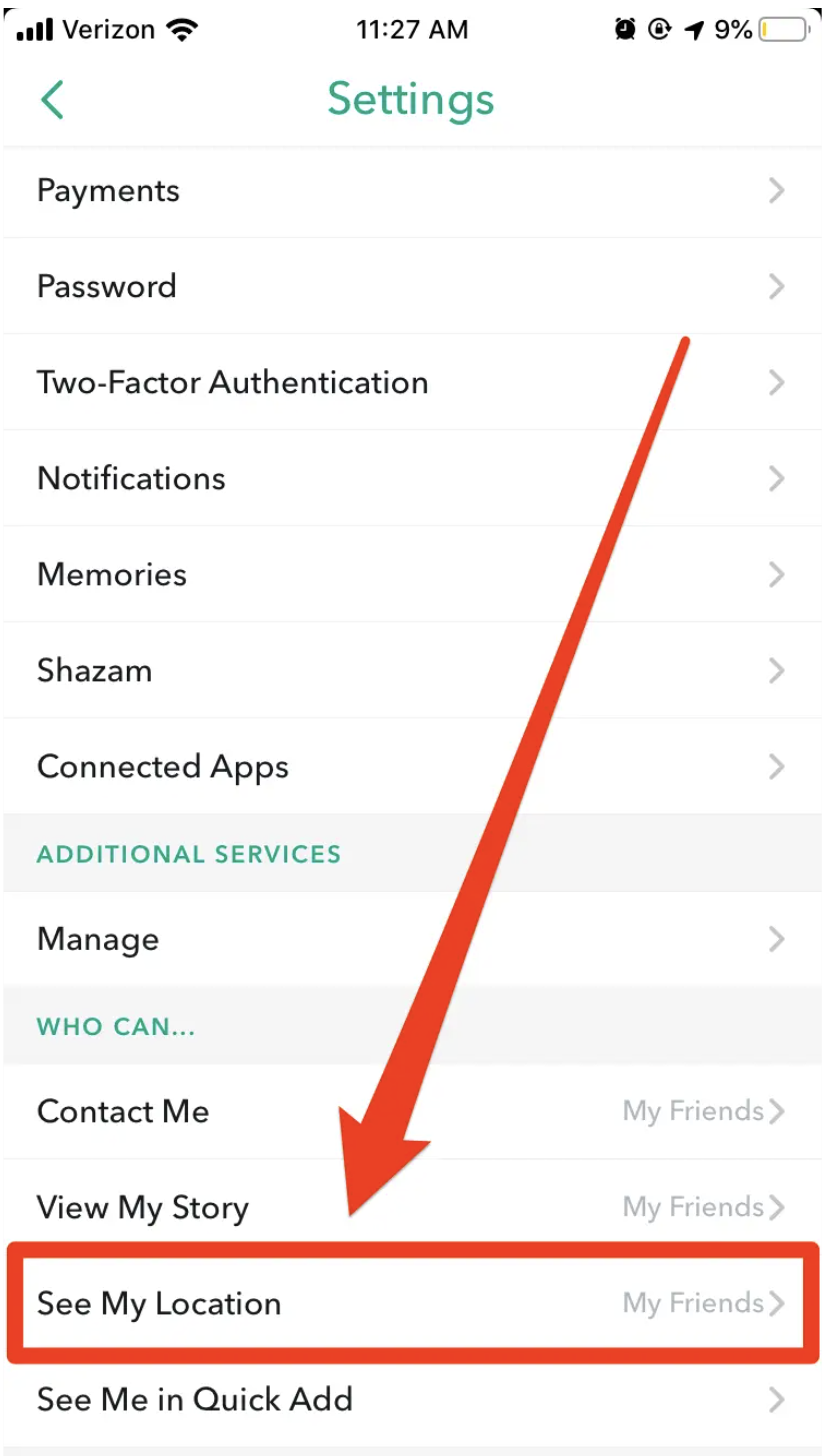 Verizon 11:27 AM 9%
Settings
Payments
Password
Two-Factor Authentication
Notifications
Memories
Shazam
Connected Apps
ADDITIONAL SERVICES
Manage
WHO CAN...
Contact Me My Friends
View My Story My Friends
See My Location My Friends
See Me in Quick Add